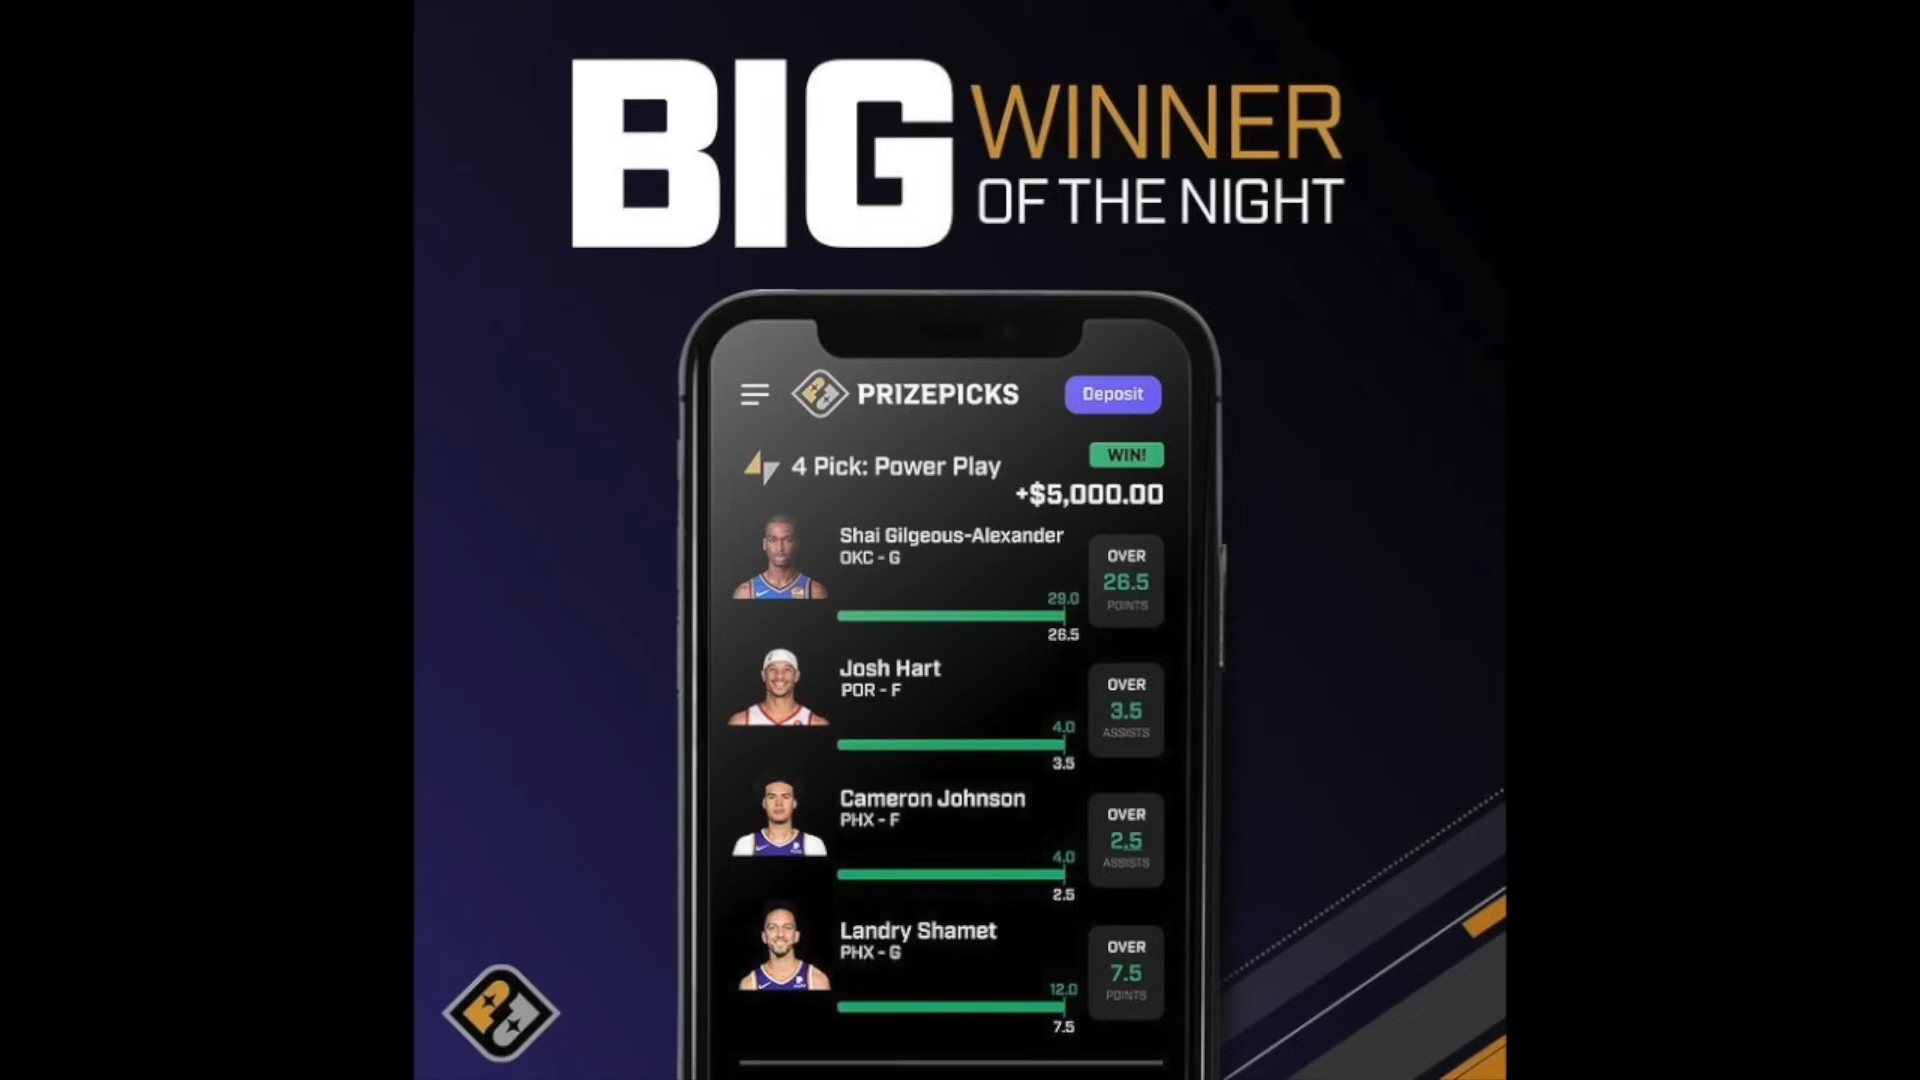 BIG WINNER
OF THE NIGHT
PRIZEPICKS
Deposit
4 Pick: Power Play
WIN!
+$5,000.00
Shai Gilgeous-Alexander
OKC - G
29.0
26.5
OVER
26.5
POINTS
Josh Hart
POR - F
4.0
3.5
OVER
3.5
ASSISTS
Cameron Johnson
PHX - F
4.0
2.5
OVER
2.5
ASSISTS
Landry Shamet
PHX - G
12.0
7.5
OVER
7.5
POINTS